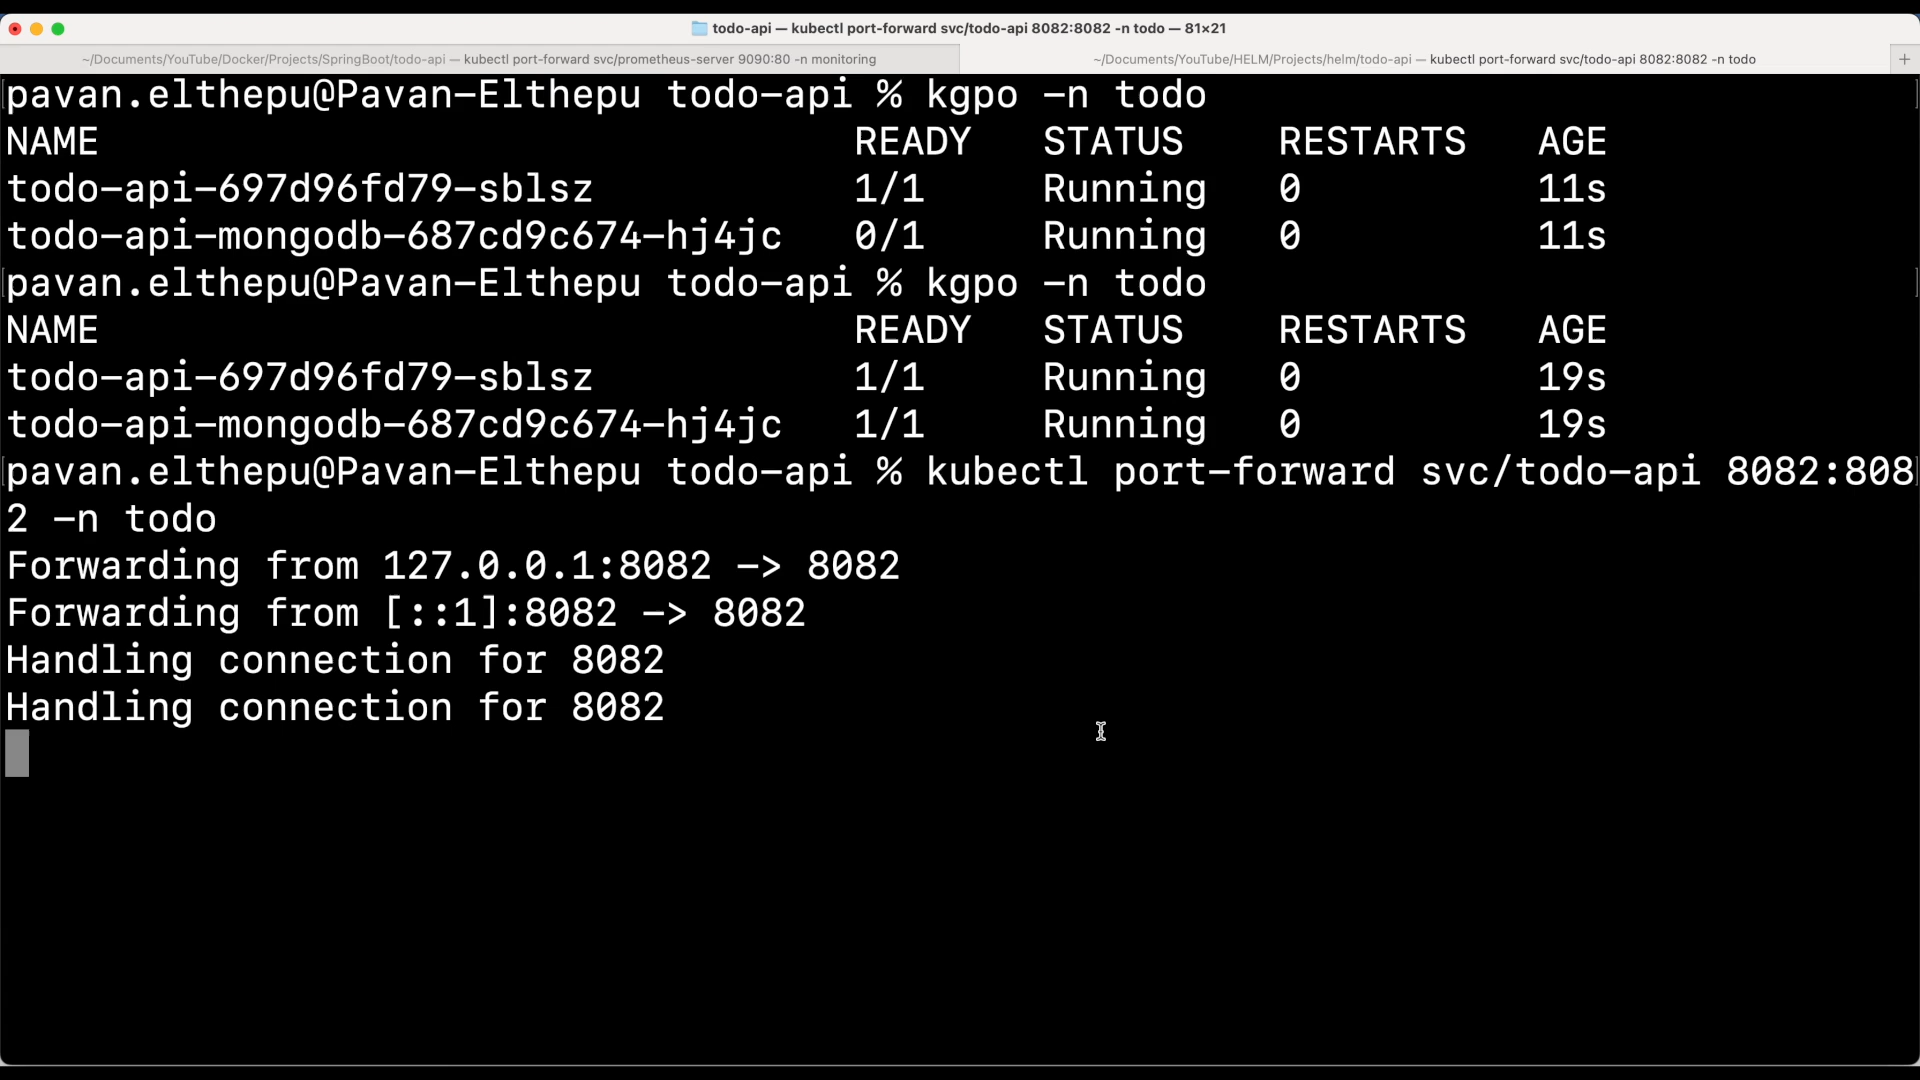 todo-api — kubectl port-forward svc/todo-api 8082:8082 -n todo — 81×21
~/Documents/YouTube/Docker/Projects/SpringBoot/todo-api — kubectl port-forward svc/prometheus-server 9090:80 -n monitoring
~/Documents/YouTube/HELM/Projects/helm/todo-api — kubectl port-forward svc/todo-api 8082:8082 -n todo
+
pavan.elthepu@Pavan-Elthepu todo-api % kgpo -n todo
NAME READY STATUS RESTARTS AGE
todo-api-697d96fd79-sblsz 1/1 Running 0 11s
todo-api-mongodb-687cd9c674-hj4jc 0/1 Running 0 11s
pavan.elthepu@Pavan-Elthepu todo-api % kgpo -n todo
NAME READY STATUS RESTARTS AGE
todo-api-697d96fd79-sblsz 1/1 Running 0 19s
todo-api-mongodb-687cd9c674-hj4jc 1/1 Running 0 19s
pavan.elthepu@Pavan-Elthepu todo-api % kubectl port-forward svc/todo-api 8082:808
2 -n todo
Forwarding from 127.0.0.1:8082 -> 8082
Forwarding from [::1]:8082 -> 8082
Handling connection for 8082
Handling connection for 8082